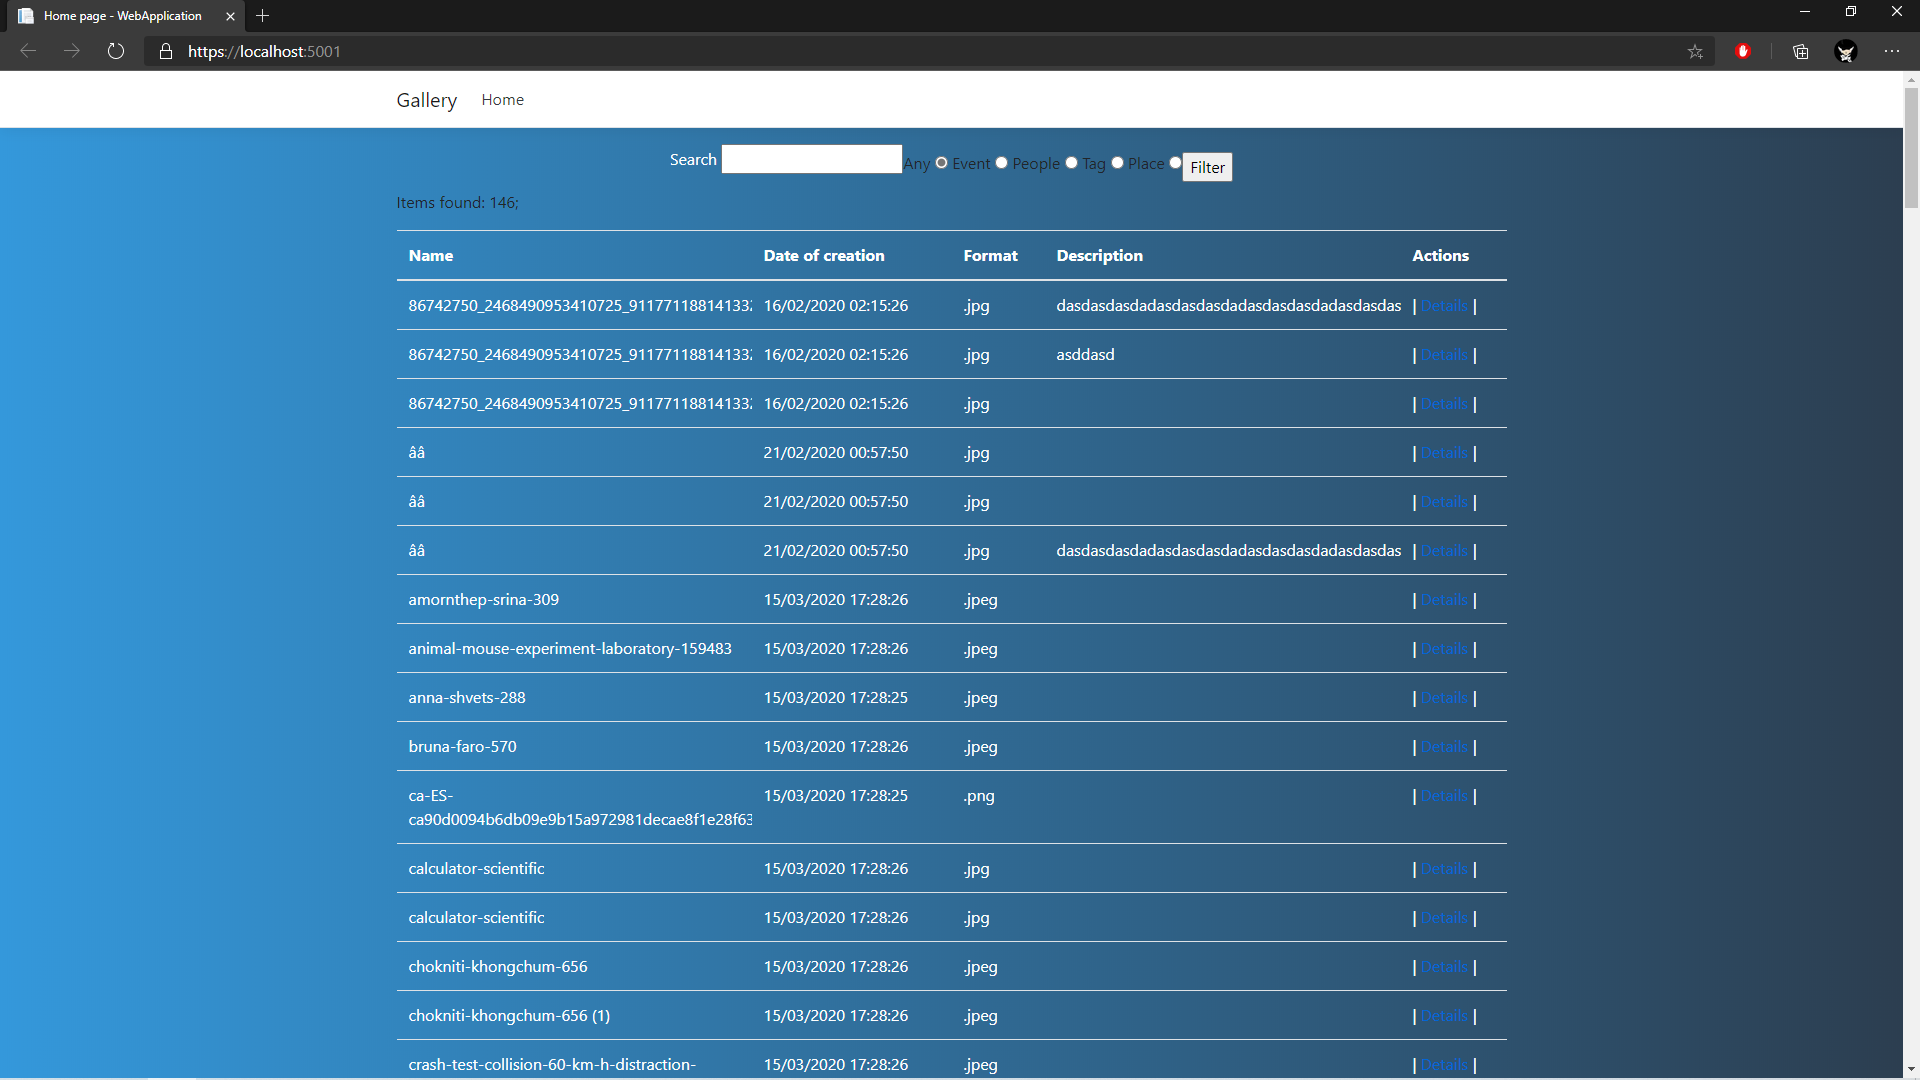 Home page - WebApplication
https://localhost:5001
Gallery Home
Search Any Event People Tag Place Filter
Items found: 146;
Name Date of creation Format Description Actions
86742750_2468490953410725_911771188141332 16/02/2020 02:15:26 .jpg dasdasdasdadasdasdasdadasdasdasdadasdasdas | Details |
86742750_2468490953410725_911771188141332 16/02/2020 02:15:26 .jpg asddasd | Details |
86742750_2468490953410725_911771188141332 16/02/2020 02:15:26 .jpg | Details |
ââ 21/02/2020 00:57:50 .jpg | Details |
ââ 21/02/2020 00:57:50 .jpg | Details |
ââ 21/02/2020 00:57:50 .jpg dasdasdasdadasdasdasdadasdasdasdadasdasdas | Details |
amornthep-srina-309 15/03/2020 17:28:26 .jpeg | Details |
animal-mouse-experiment-laboratory-159483 15/03/2020 17:28:26 .jpeg | Details |
anna-shvets-288 15/03/2020 17:28:25 .jpeg | Details |
bruna-faro-570 15/03/2020 17:28:26 .jpeg | Details |
ca-ES- 15/03/2020 17:28:25 .png | Details |
ca90d0094b6db09e9b15a972981decae8f1e28f63
calculator-scientific 15/03/2020 17:28:26 .jpg | Details |
calculator-scientific 15/03/2020 17:28:26 .jpg | Details |
chokniti-khongchum-656 15/03/2020 17:28:26 .jpeg | Details |
chokniti-khongchum-656 (1) 15/03/2020 17:28:26 .jpeg | Details |
crash-test-collision-60-km-h-distraction- 15/03/2020 17:28:26 .jpeg | Details |